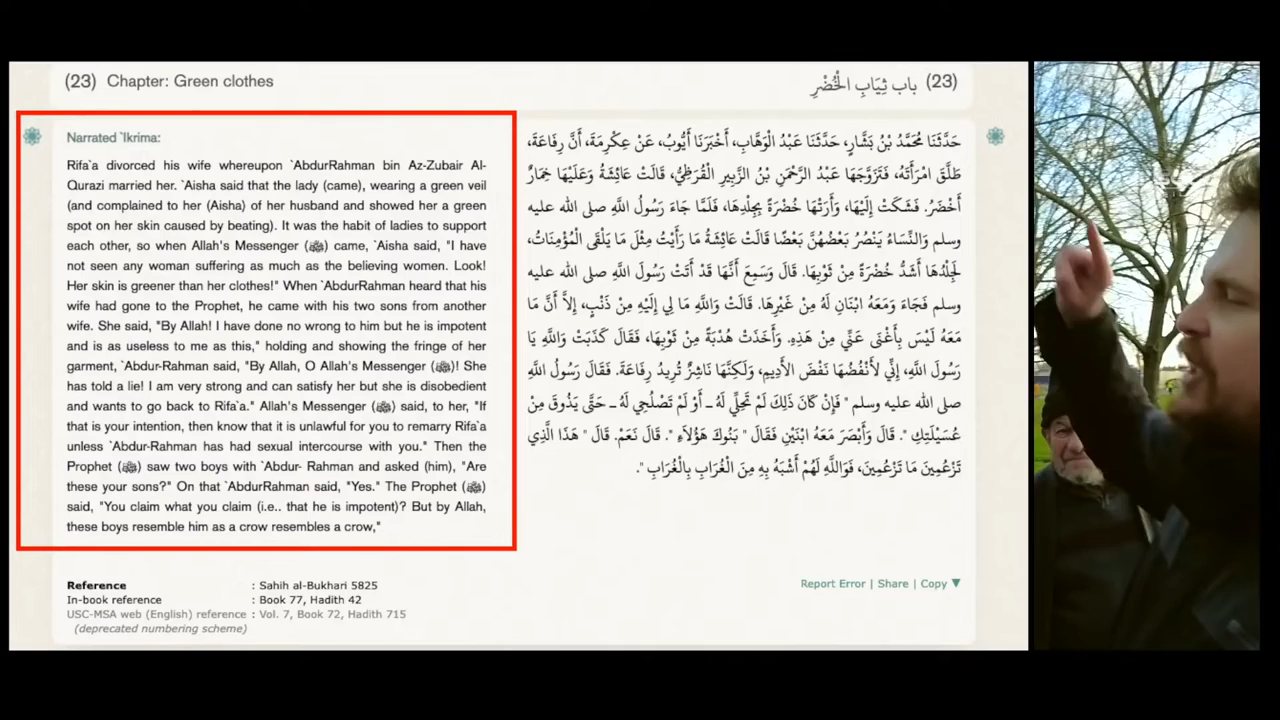 (23) Chapter: Green clothes
(23) باب ثِيَابِ الْخُضْرِ
Narrated `Ikrima:
Rifa`a divorced his wife whereupon `AbdurRahman bin Az-Zubair Al-
Qurazi married her. `Aisha said that the lady (came), wearing a green veil
(and complained to her (Aisha) of her husband and showed her a green
spot on her skin caused by beating). It was the habit of ladies to support
each other, so when Allah's Messenger (ﷺ) came, `Aisha said, "I have
not seen any woman suffering as much as the believing women. Look!
Her skin is greener than her clothes!" When `AbdurRahman heard that his
wife had gone to the Prophet, he came with his two sons from another
wife. She said, "By Allah! I have done no wrong to him but he is impotent
and is as useless to me as this," holding and showing the fringe of her
garment, `Abdur-Rahman said, "By Allah, O Allah's Messenger (ﷺ)! She
has told a lie! I am very strong and can satisfy her but she is disobedient
and wants to go back to Rifa`a." Allah's Messenger (ﷺ) said, to her, "If
that is your intention, then know that it is unlawful for you to remarry Rifa`a
unless `Abdur-Rahman has had sexual intercourse with you." Then the
Prophet (ﷺ) saw two boys with `Abdur- Rahman and asked (him), "Are
these your sons?" On that `AbdurRahman said, "Yes." The Prophet (ﷺ)
said, "You claim what you claim (i.e.. that he is impotent)? But by Allah,
these boys resemble him as a crow resembles a crow,"
حَدَّثَنَا مُحَمَّدُ بْنُ بَشَّارٍ، حَدَّثَنَا عَبْدُ الْوَهَّابِ، أَخْبَرَنَا أَيُّوبُ، عَنْ عِكْرِمَةَ، أَنَّ رِفَاعَةَ،
طَلَّقَ امْرَأَتَهُ، فَتَزَوَّجَهَا عَبْدُ الرَّحْمَنِ بْنُ الزَّبِيرِ الْقُرَظِيُّ، قَالَتْ عَائِشَةُ وَعَلَيْهَا خِمَارٌ
أَخْضَرُ. فَشَكَتْ إِلَيْهَا، وَأَرَتْهَا خُضْرَةً بِجِلْدِهَا، فَلَمَّا جَاءَ رَسُولُ اللَّهِ صلى الله عليه
وسلم وَالنِّسَاءُ يَنْصُرُ بَعْضُهُنَّ بَعْضًا قَالَتْ عَائِشَةُ مَا رَأَيْتُ مِثْلَ مَا يَلْقَى الْمُؤْمِنَاتُ،
لَجِلْدُهَا أَشَدُّ خُضْرَةً مِنْ ثَوْبِهَا. قَالَ وَسَمِعَ أَنَّهَا قَدْ أَتَتْ رَسُولَ اللَّهِ صلى الله عليه
وسلم فَجَاءَ وَمَعَهُ ابْنَانِ لَهُ مِنْ غَيْرِهَا. قَالَتْ وَاللَّهِ مَا لِي إِلَيْهِ مِنْ ذَنْبٍ، إِلاَّ أَنَّ مَا
مَعَهُ لَيْسَ بِأَغْنَى عَنِّي مِنْ هَذِهِ. وَأَخَذَتْ هُدْبَةً مِنْ ثَوْبِهَا، فَقَالَ كَذَبَتْ وَاللَّهِ يَا
رَسُولَ اللَّهِ، إِنِّي لأَنْفُضُهَا نَفْضَ الأَدِيمِ، وَلَكِنَّهَا نَاشِزٌ تُرِيدُ رِفَاعَةَ. فَقَالَ رَسُولُ اللَّهِ
صلى الله عليه وسلم " فَإِنْ كَانَ ذَلِكَ لَمْ تَحِلِّي لَهُ ـ أَوْ لَمْ تَصْلُحِي لَهُ ـ حَتَّى يَذُوقَ مِنْ
عُسَيْلَتِكِ ". قَالَ وَأَبْصَرَ مَعَهُ ابْنَيْنِ فَقَالَ " بَنُوكَ هَؤُلاَءِ ". قَالَ نَعَمْ. قَالَ " هَذَا الَّذِي
تَزْعُمِينَ مَا تَزْعُمِينَ، فَوَاللَّهِ لَهُمْ أَشْبَهُ بِهِ مِنَ الْغُرَابِ بِالْغُرَابِ ".
Reference : Sahih al-Bukhari 5825
In-book reference : Book 77, Hadith 42
USC-MSA web (English) reference : Vol. 7, Book 72, Hadith 715
(deprecated numbering scheme)
Report Error | Share | Copy ▼